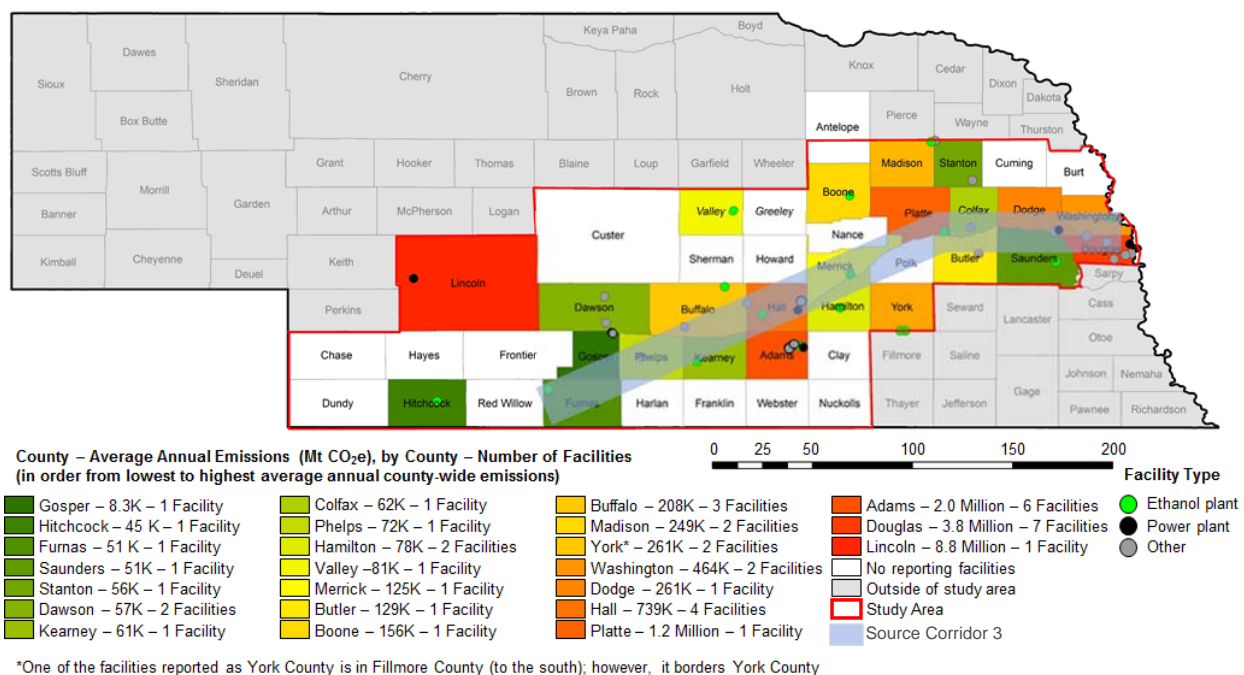 Keya Paha
Boyd
Dawes
Sioux
Sheridan
Cherry
Knox
Cedar
Dixon
Dakota
Brown
Rock
Holt
Box Butte
Antelope
Pierce
Wayne
Thurston
Scotts Bluff
Grant
Hooker
Thomas
Blaine
Loup
Garfield
Wheeler
Madison
Stanton
Cuming
Burt
Morrill
Garden
Boone
Banner
Arthur
McPherson
Logan
Valley
Greeley
Platte
Colfax
Dodge
Washington
Custer
Nance
Kimball
Cheyenne
Deuel
Keith
Lincoln
Sherman
Howard
Merrick
Polk
Butler
Saunders
Douglas
Sarpy
Perkins
Dawson
Buffalo
Hall
Hamilton
York
Seward
Lancaster
Cass
Otoe
Chase
Hayes
Frontier
Gosper
Phelps
Kearney
Adams
Clay
Fillmore
Saline
Gage
Johnson
Nemaha
Dundy
Hitchcock
Red Willow
Furnas
Harlan
Franklin
Webster
Nuckolls
Thayer
Jefferson
Pawnee
Richardson
County – Average Annual Emissions (Mt CO₂e), by County – Number of Facilities
(in order from lowest to highest average annual county-wide emissions)
0 25 50 100 150 200
Gosper – 8.3K – 1 Facility
Hitchcock – 45 K – 1 Facility
Furnas – 51 K – 1 Facility
Saunders – 51K – 1 Facility
Stanton – 56K – 1 Facility
Dawson – 57K – 2 Facilities
Kearney – 61K – 1 Facility
Colfax – 62K – 1 Facility
Phelps – 72K – 1 Facility
Hamilton – 78K – 2 Facilities
Valley –81K – 1 Facility
Merrick – 125K – 1 Facility
Butler – 129K – 1 Facility
Boone – 156K – 1 Facility
Buffalo – 208K – 3 Facilities
Madison – 249K – 2 Facilities
York* – 261K – 2 Facilities
Washington – 464K – 2 Facilities
Dodge – 261K – 1 Facility
Hall – 739K – 4 Facilities
Platte – 1.2 Million – 1 Facility
Adams – 2.0 Million – 6 Facilities
Douglas – 3.8 Million – 7 Facilities
Lincoln – 8.8 Million – 1 Facility
No reporting facilities
Outside of study area
Study Area
Source Corridor 3
Facility Type
Ethanol plant
Power plant
Other
*One of the facilities reported as York County is in Fillmore County (to the south); however, it borders York County